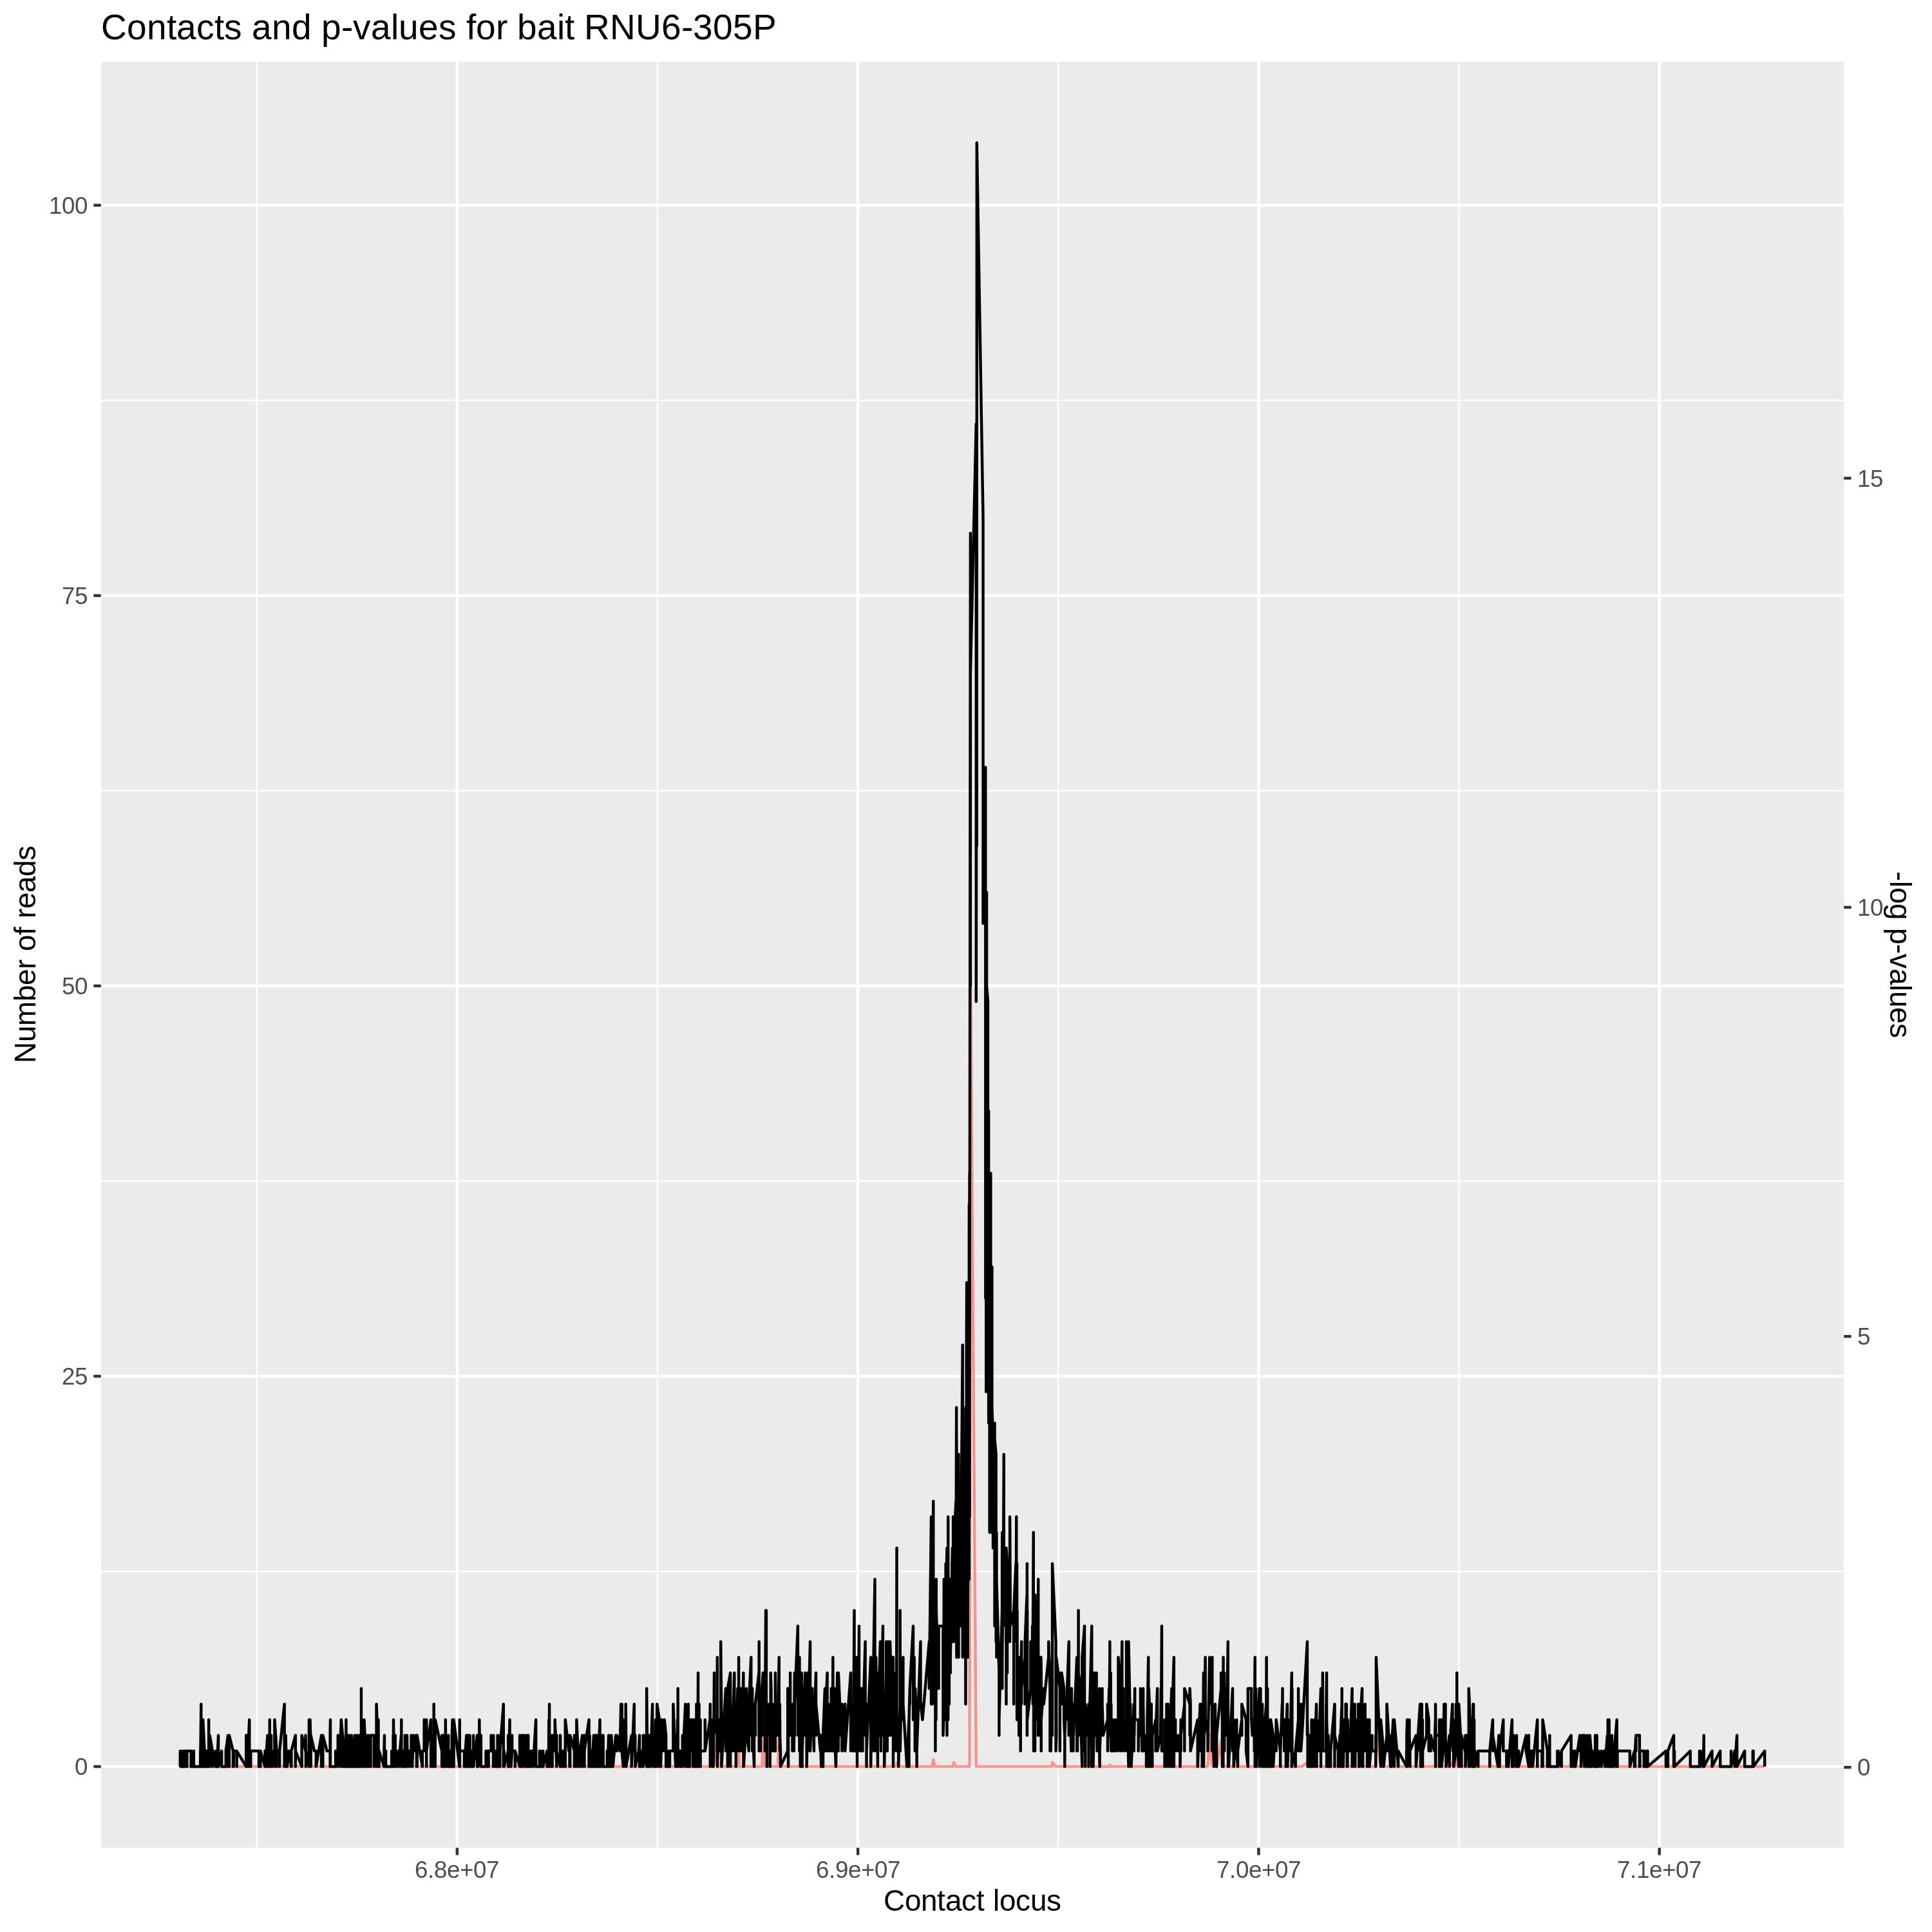 Contacts and p-values for bait RNU6-305P
100
75
50
25
0
15
10
5
0
6.8e+07
6.9e+07
7.0e+07
7.1e+07
Contact locus
Number of reads
-log p-values